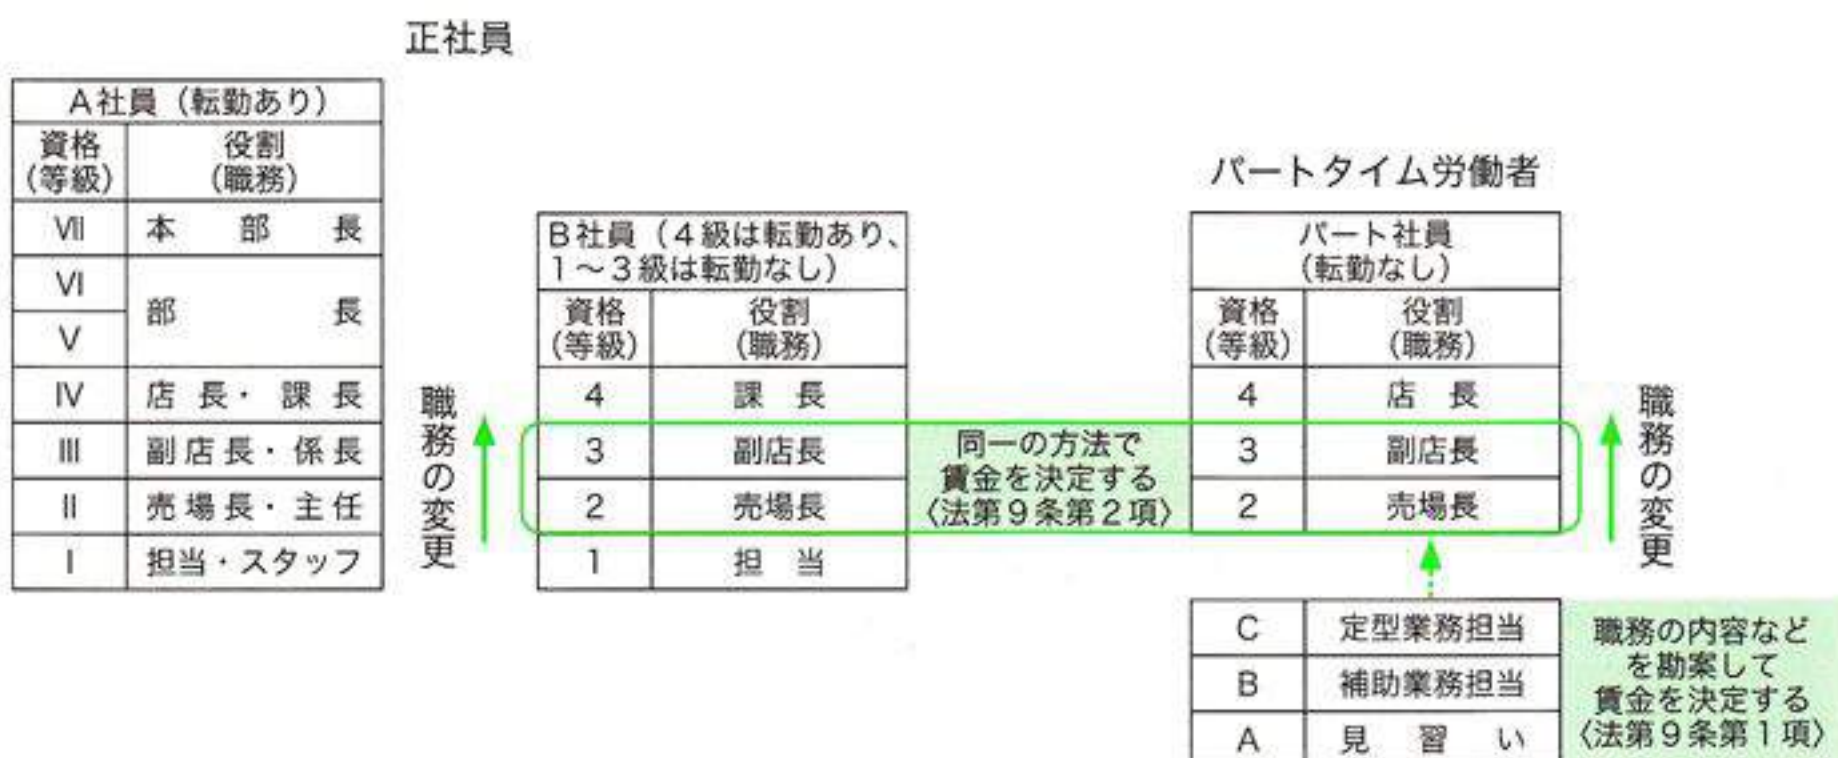 正社員
A社員（転勤あり）
資格
(等級)
役割
(職務)
Ⅶ 本部長
Ⅵ
Ⅴ
部長
Ⅳ 店長・課長
Ⅲ 副店長・係長
Ⅱ 売場長・主任
Ⅰ 担当・スタッフ
職務の変更
B社員（4級は転勤あり、
1～3級は転勤なし）
資格
(等級)
役割
(職務)
4 課長
3 副店長
2 売場長
1 担当
同一の方法で
賃金を決定する
〈法第9条第2項〉
パートタイム労働者
パート社員
（転勤なし）
資格
(等級)
役割
(職務)
4 店長
3 副店長
2 売場長
職務の変更
C 定型業務担当
B 補助業務担当
A 見習い
職務の内容など
を勘案して
賃金を決定する
〈法第9条第1項〉